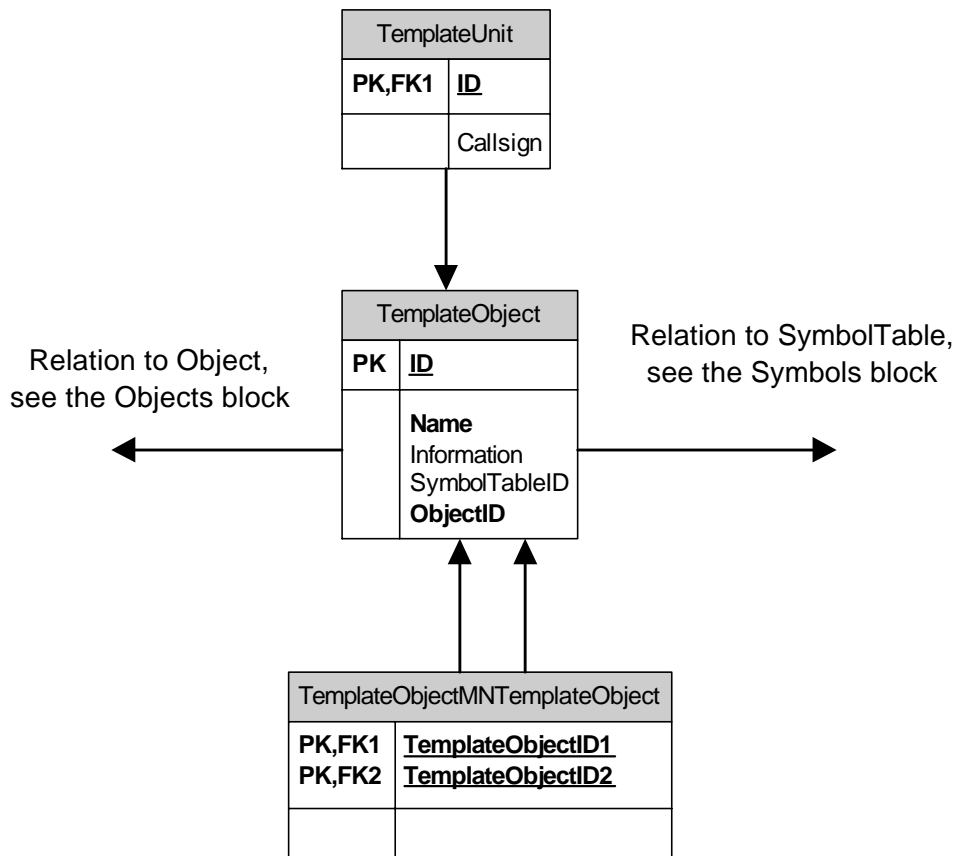 TemplateUnit
PK,FK1 ID
Callsign
TemplateObject
PK ID
Name
Information
SymbolTableID
ObjectID
Relation to Object,
see the Objects block
Relation to SymbolTable,
see the Symbols block
TemplateObjectMNTemplateObject
PK,FK1 TemplateObjectID1
PK,FK2 TemplateObjectID2